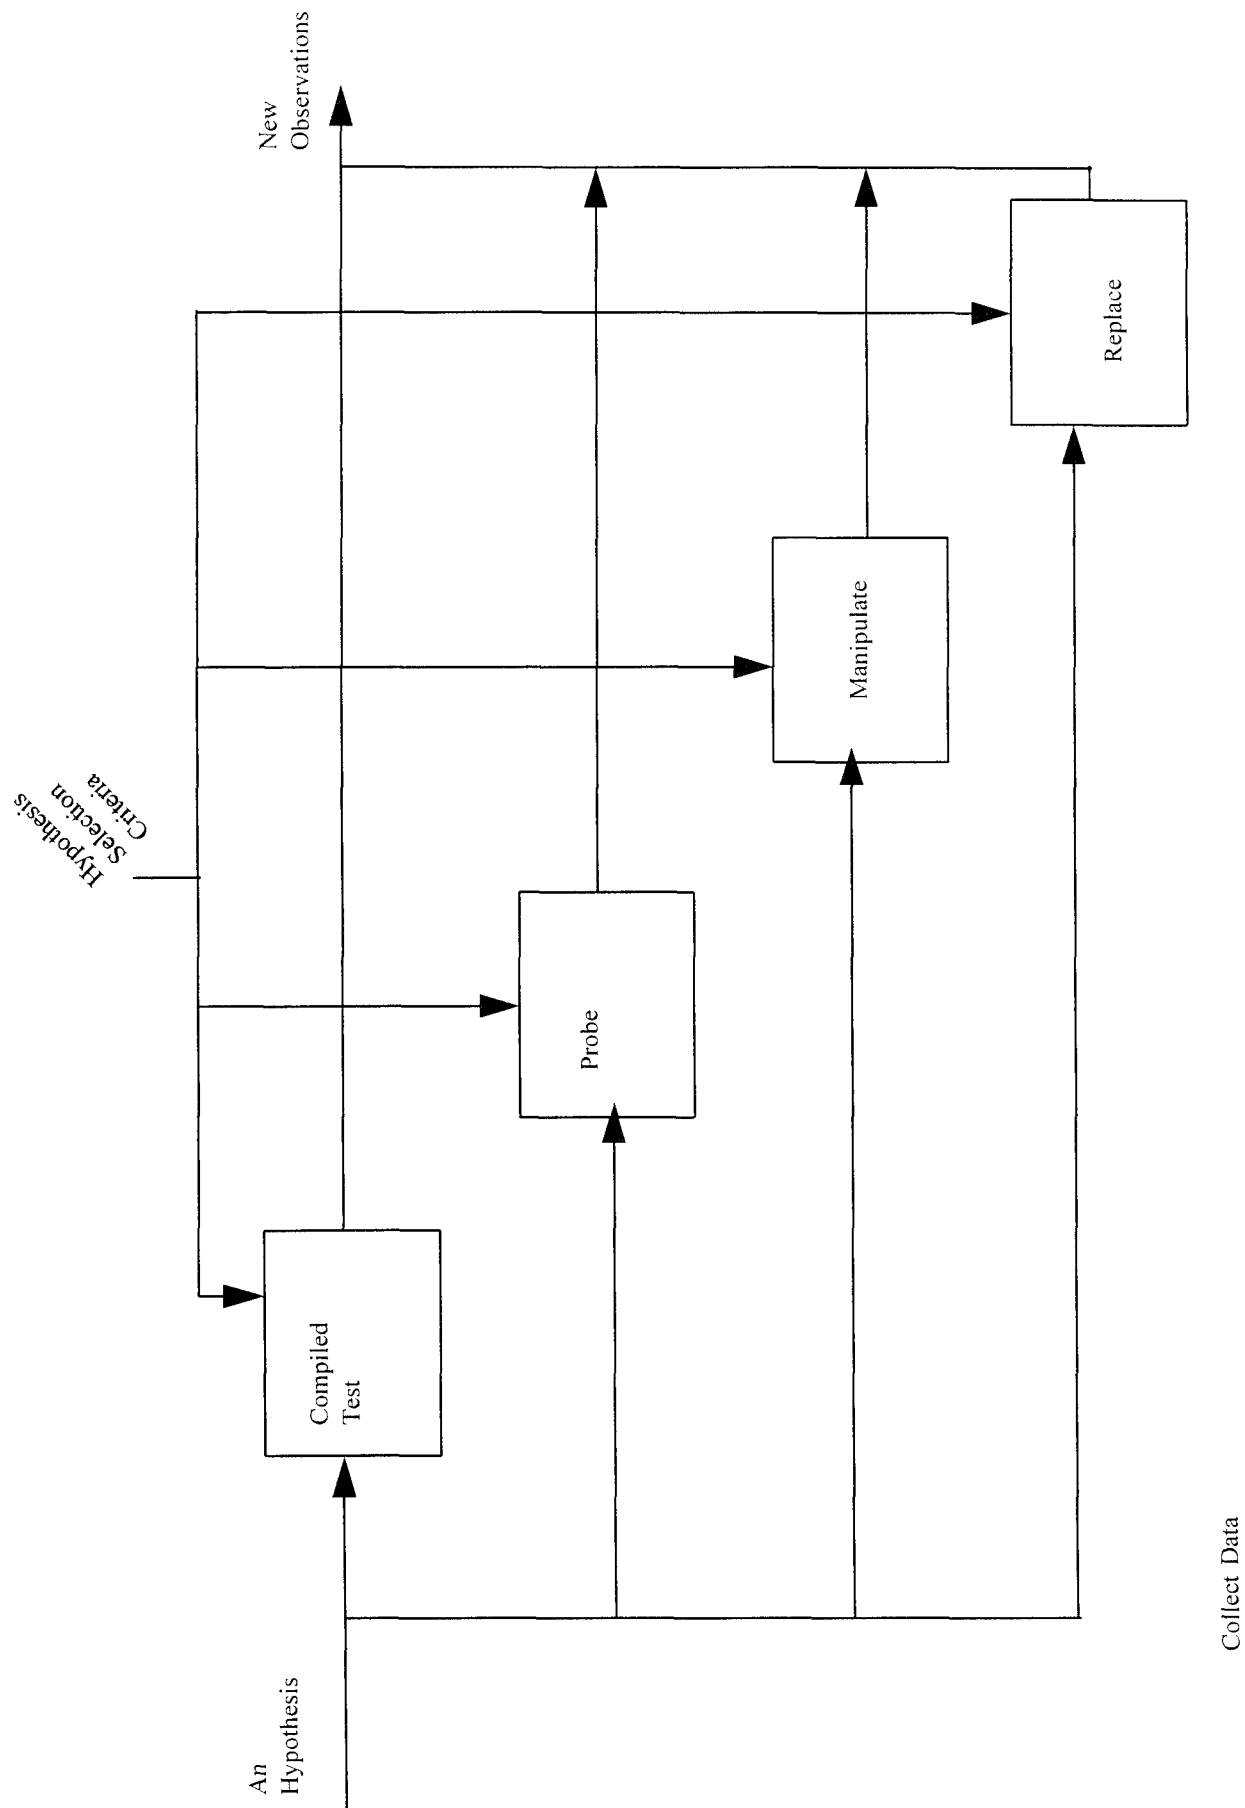 Hypothesis
Selection
Criteria
An
Hypothesis
New
Observations
Compiled
Test
Probe
Manipulate
Replace
Collect Data